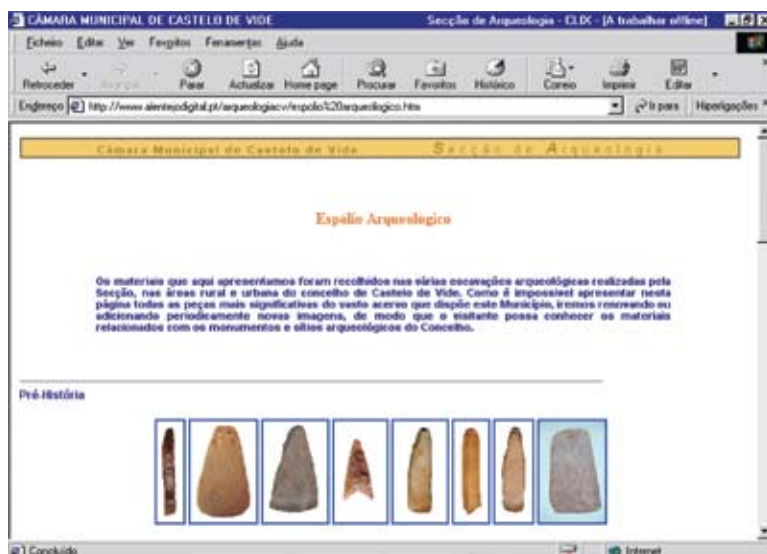 CÂMARA MUNICIPAL DE CASTELO DE VIDE Secção de Arqueologia - CLIX - [A trabalhar offline]
Ficheiro Editar Ver Favoritos Ferramentas Ajuda
Retroceder Avançar Parar Actualizar Home page Procurar Favoritos Histórico Correio Imprimir Editar
Endereço http://www.alentejodigital.pt/arqueologiacv/espolio%20arqueologico.htm Ir para Hiperligações
Câmara Municipal de Castelo de Vide Secção de Arqueologia
Espólio Arqueológico
Os materiais que aqui apresentamos foram recolhidos nas várias escavações arqueológicas realizadas pela
Secção, nas áreas rural e urbana do concelho de Castelo de Vide. Como é impossível apresentar nesta
página todas as peças mais significativas do vasto acervo que dispõe este Município, iremos renovando ou
adicionando periodicamente novas imagens, de modo que o visitante possa conhecer os materiais
relacionados com os monumentos e sítios arqueológicos do Concelho.
Pré-História
Concluído Internet